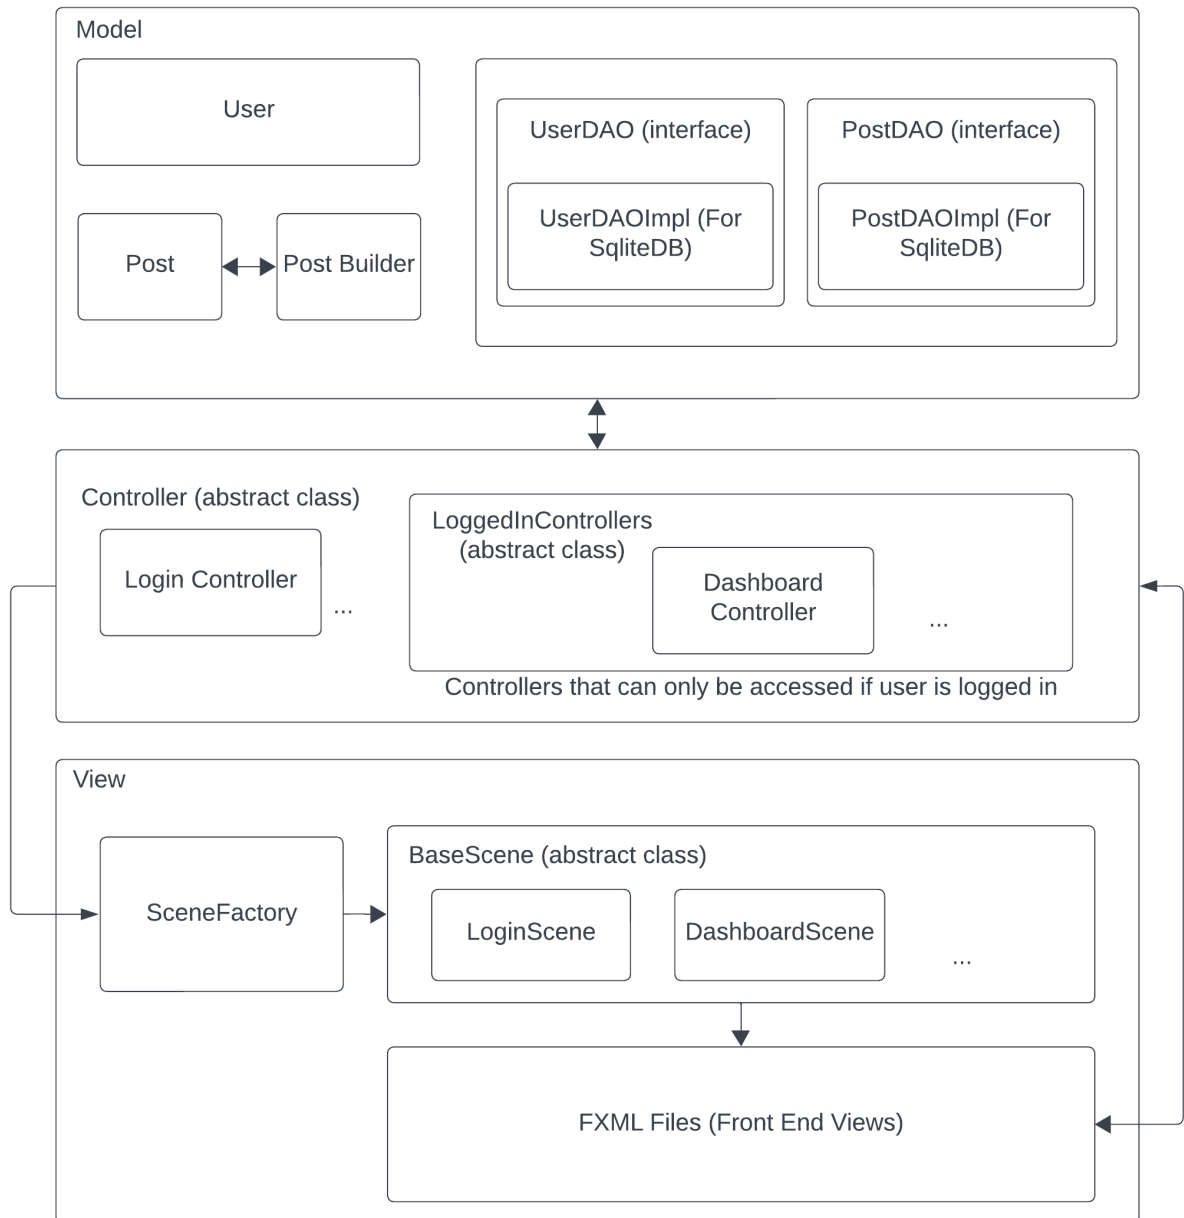 Model
User
Post
Post Builder
UserDAO (interface)
UserDAOImpl (For
SqliteDB)
PostDAO (interface)
PostDAOImpl (For
SqliteDB)
Controller (abstract class)
Login Controller
...
LoggedInControllers
(abstract class)
Dashboard
Controller
...
Controllers that can only be accessed if user is logged in
View
SceneFactory
BaseScene (abstract class)
LoginScene
DashboardScene
...
FXML Files (Front End Views)